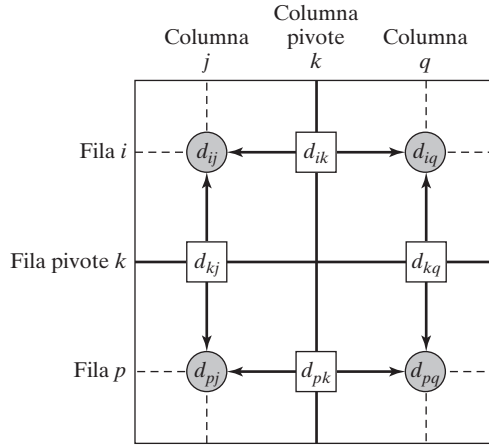 Columna
pivote
k
Columna
j
Columna
q
Fila i
d_ij
d_ik
d_iq
Fila pivote k
d_kj
d_kq
Fila p
d_pj
d_pk
d_pq